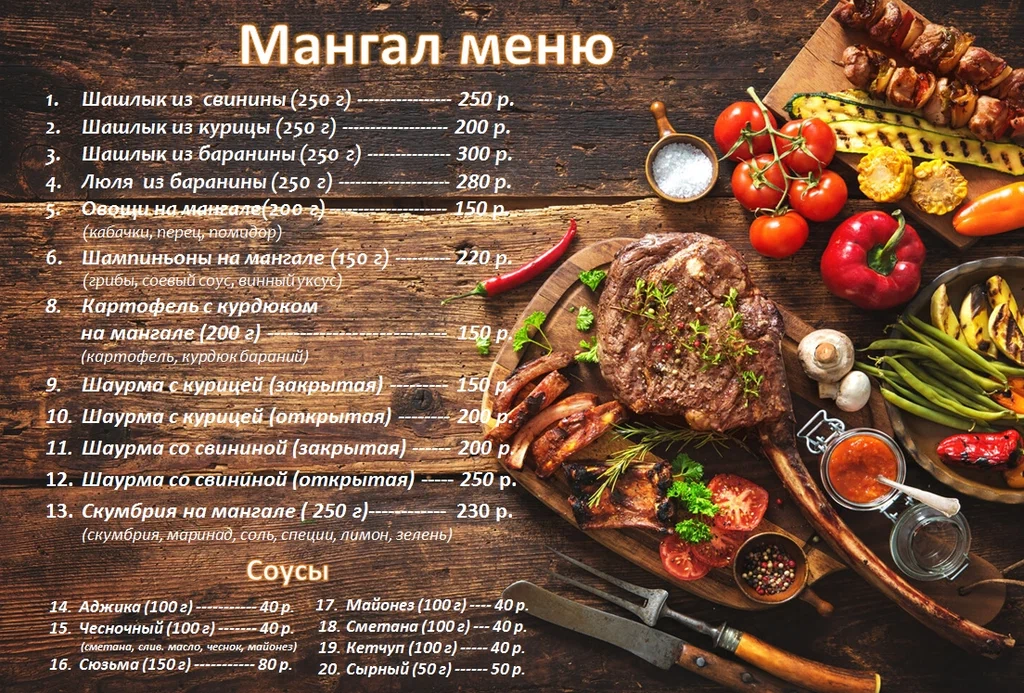 Мангал меню
1. Шашлык из свинины (250 г) ---------------- 250 р.
2. Шашлык из курицы (250 г) ------------------ 200 р.
3. Шашлык из баранины (250 г) -------------- 300 р.
4. Люля из баранины (250 г) ------------------- 280 р.
5. Овощи на мангале(200 г) ---------------------- 150 р.
(кабачки, перец, помидор)
6. Шампиньоны на мангале (150 г) --------- 220 р.
(грибы, соевый соус, винный уксус)
8. Картофель с курдюком
на мангале (200 г) ------------------------------- 150 р.
(картофель, курдюк бараний)
9. Шаурма с курицей (закрытая) ---------- 150 р.
10. Шаурма с курицей (открытая) --------- 200 р.
11. Шаурма со свининой (закрытая) ------- 200 р.
12. Шаурма со свининой (открытая) ----- 250 р.
13. Скумбрия на мангале ( 250 г)------------ 230 р.
(скумбрия, маринад, соль, специи, лимон, зелень)
Соусы
14. Аджика (100 г) ----------- 40 р.
15. Чесночный (100 г) ------- 40 р.
(сметана, слив. масло, чеснок, майонез)
16. Сюзьма (150 г) ----------- 80 р.
17. Майонез (100 г) ---- 40 р.
18. Сметана (100 г) --- 40 р.
19. Кетчуп (100 г) ----- 40 р.
20. Сырный (50 г) ------ 50 р.